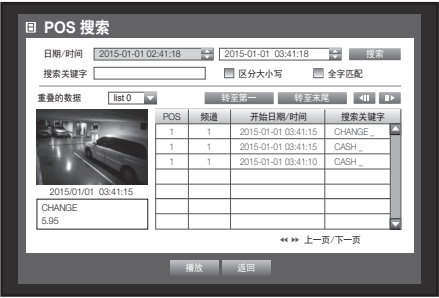 POS 搜索
日期/时间 2015-01-01 02:41:18 2015-01-01 03:41:18 搜索
搜索关键字 区分大小写 全字匹配
重叠的数据 list 0 转至第一 转至末尾
POS 频道 开始日期/时间 搜索关键字
1 1 2015-01-01 03:41:15 CHANGE _
1 1 2015-01-01 03:41:15 CASH _
1 1 2015-01-01 03:41:10 CASH _
2015/01/01 03:41:15
CHANGE
5.95
上一页/下一页
播放 返回